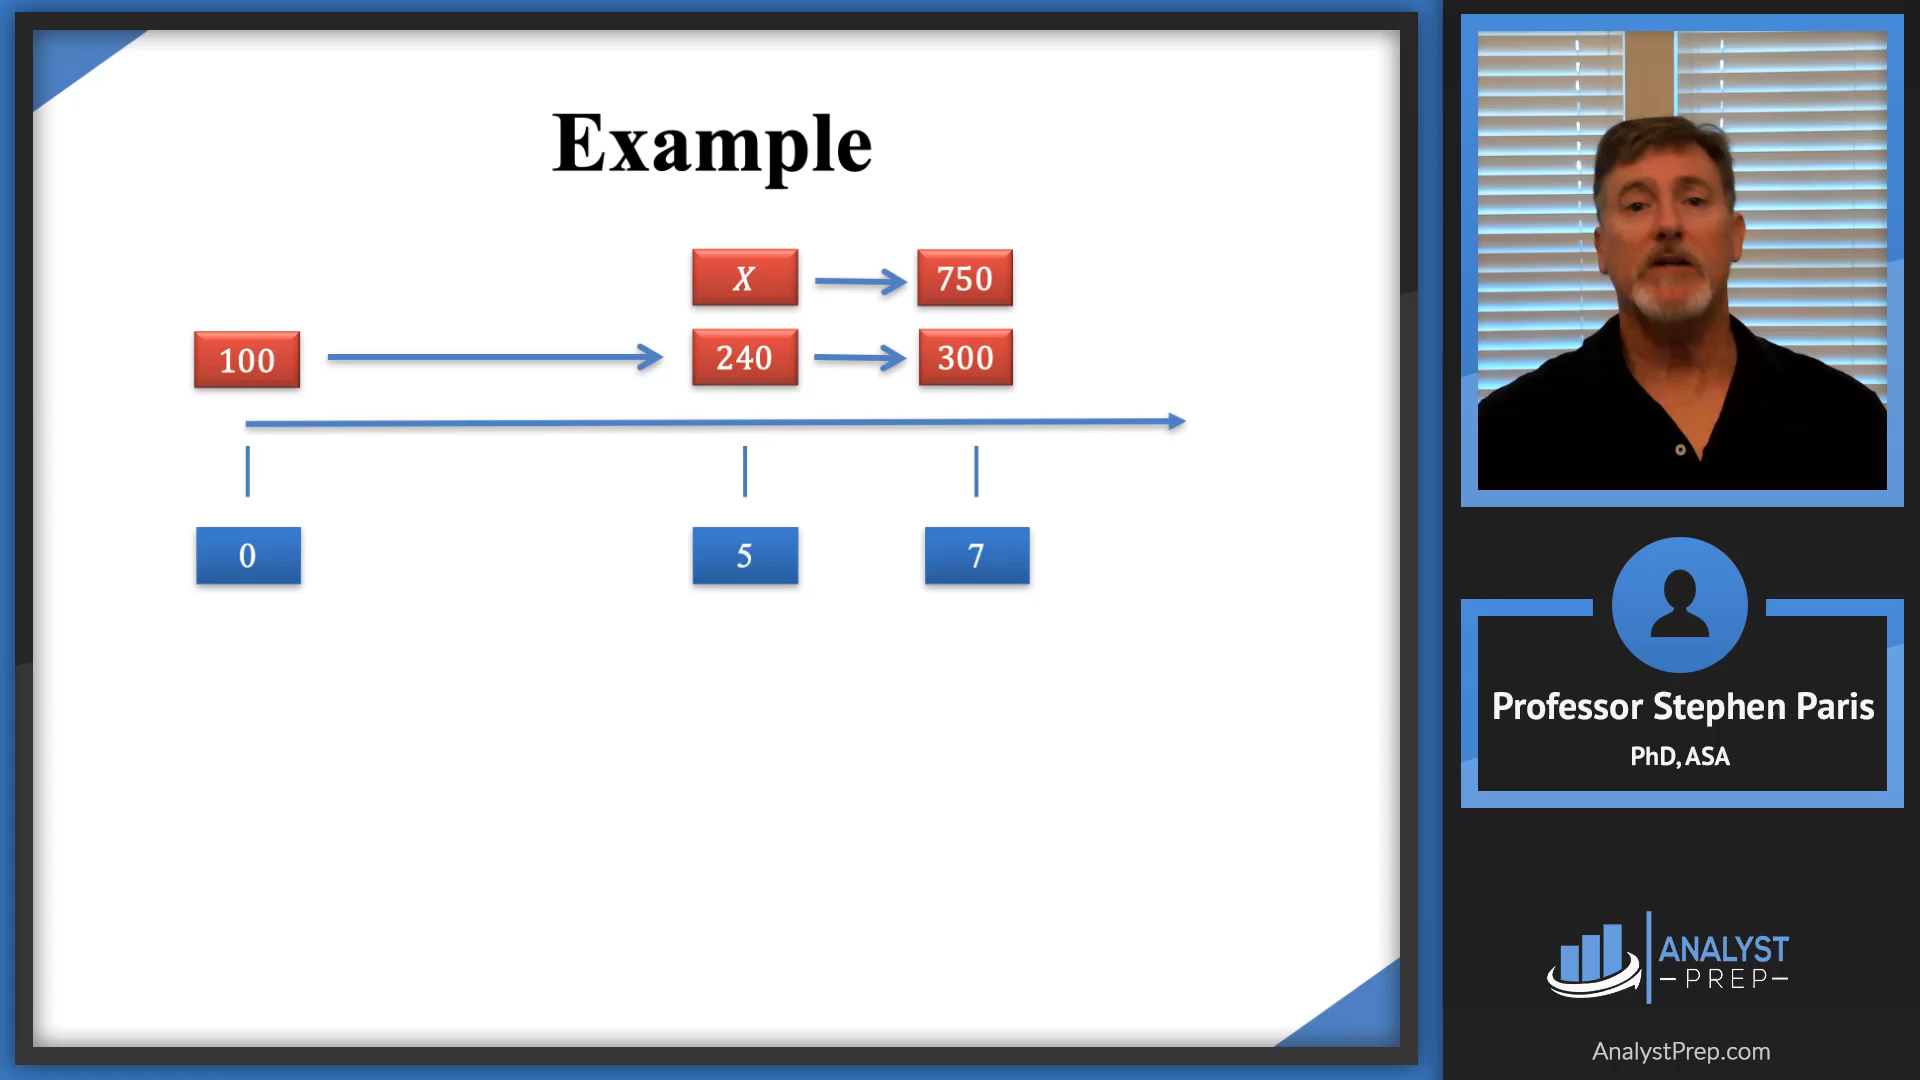 Example
X
750
100
240
300
0
5
7
Professor Stephen Paris
PhD, ASA
ANALYST
PREP
AnalystPrep.com